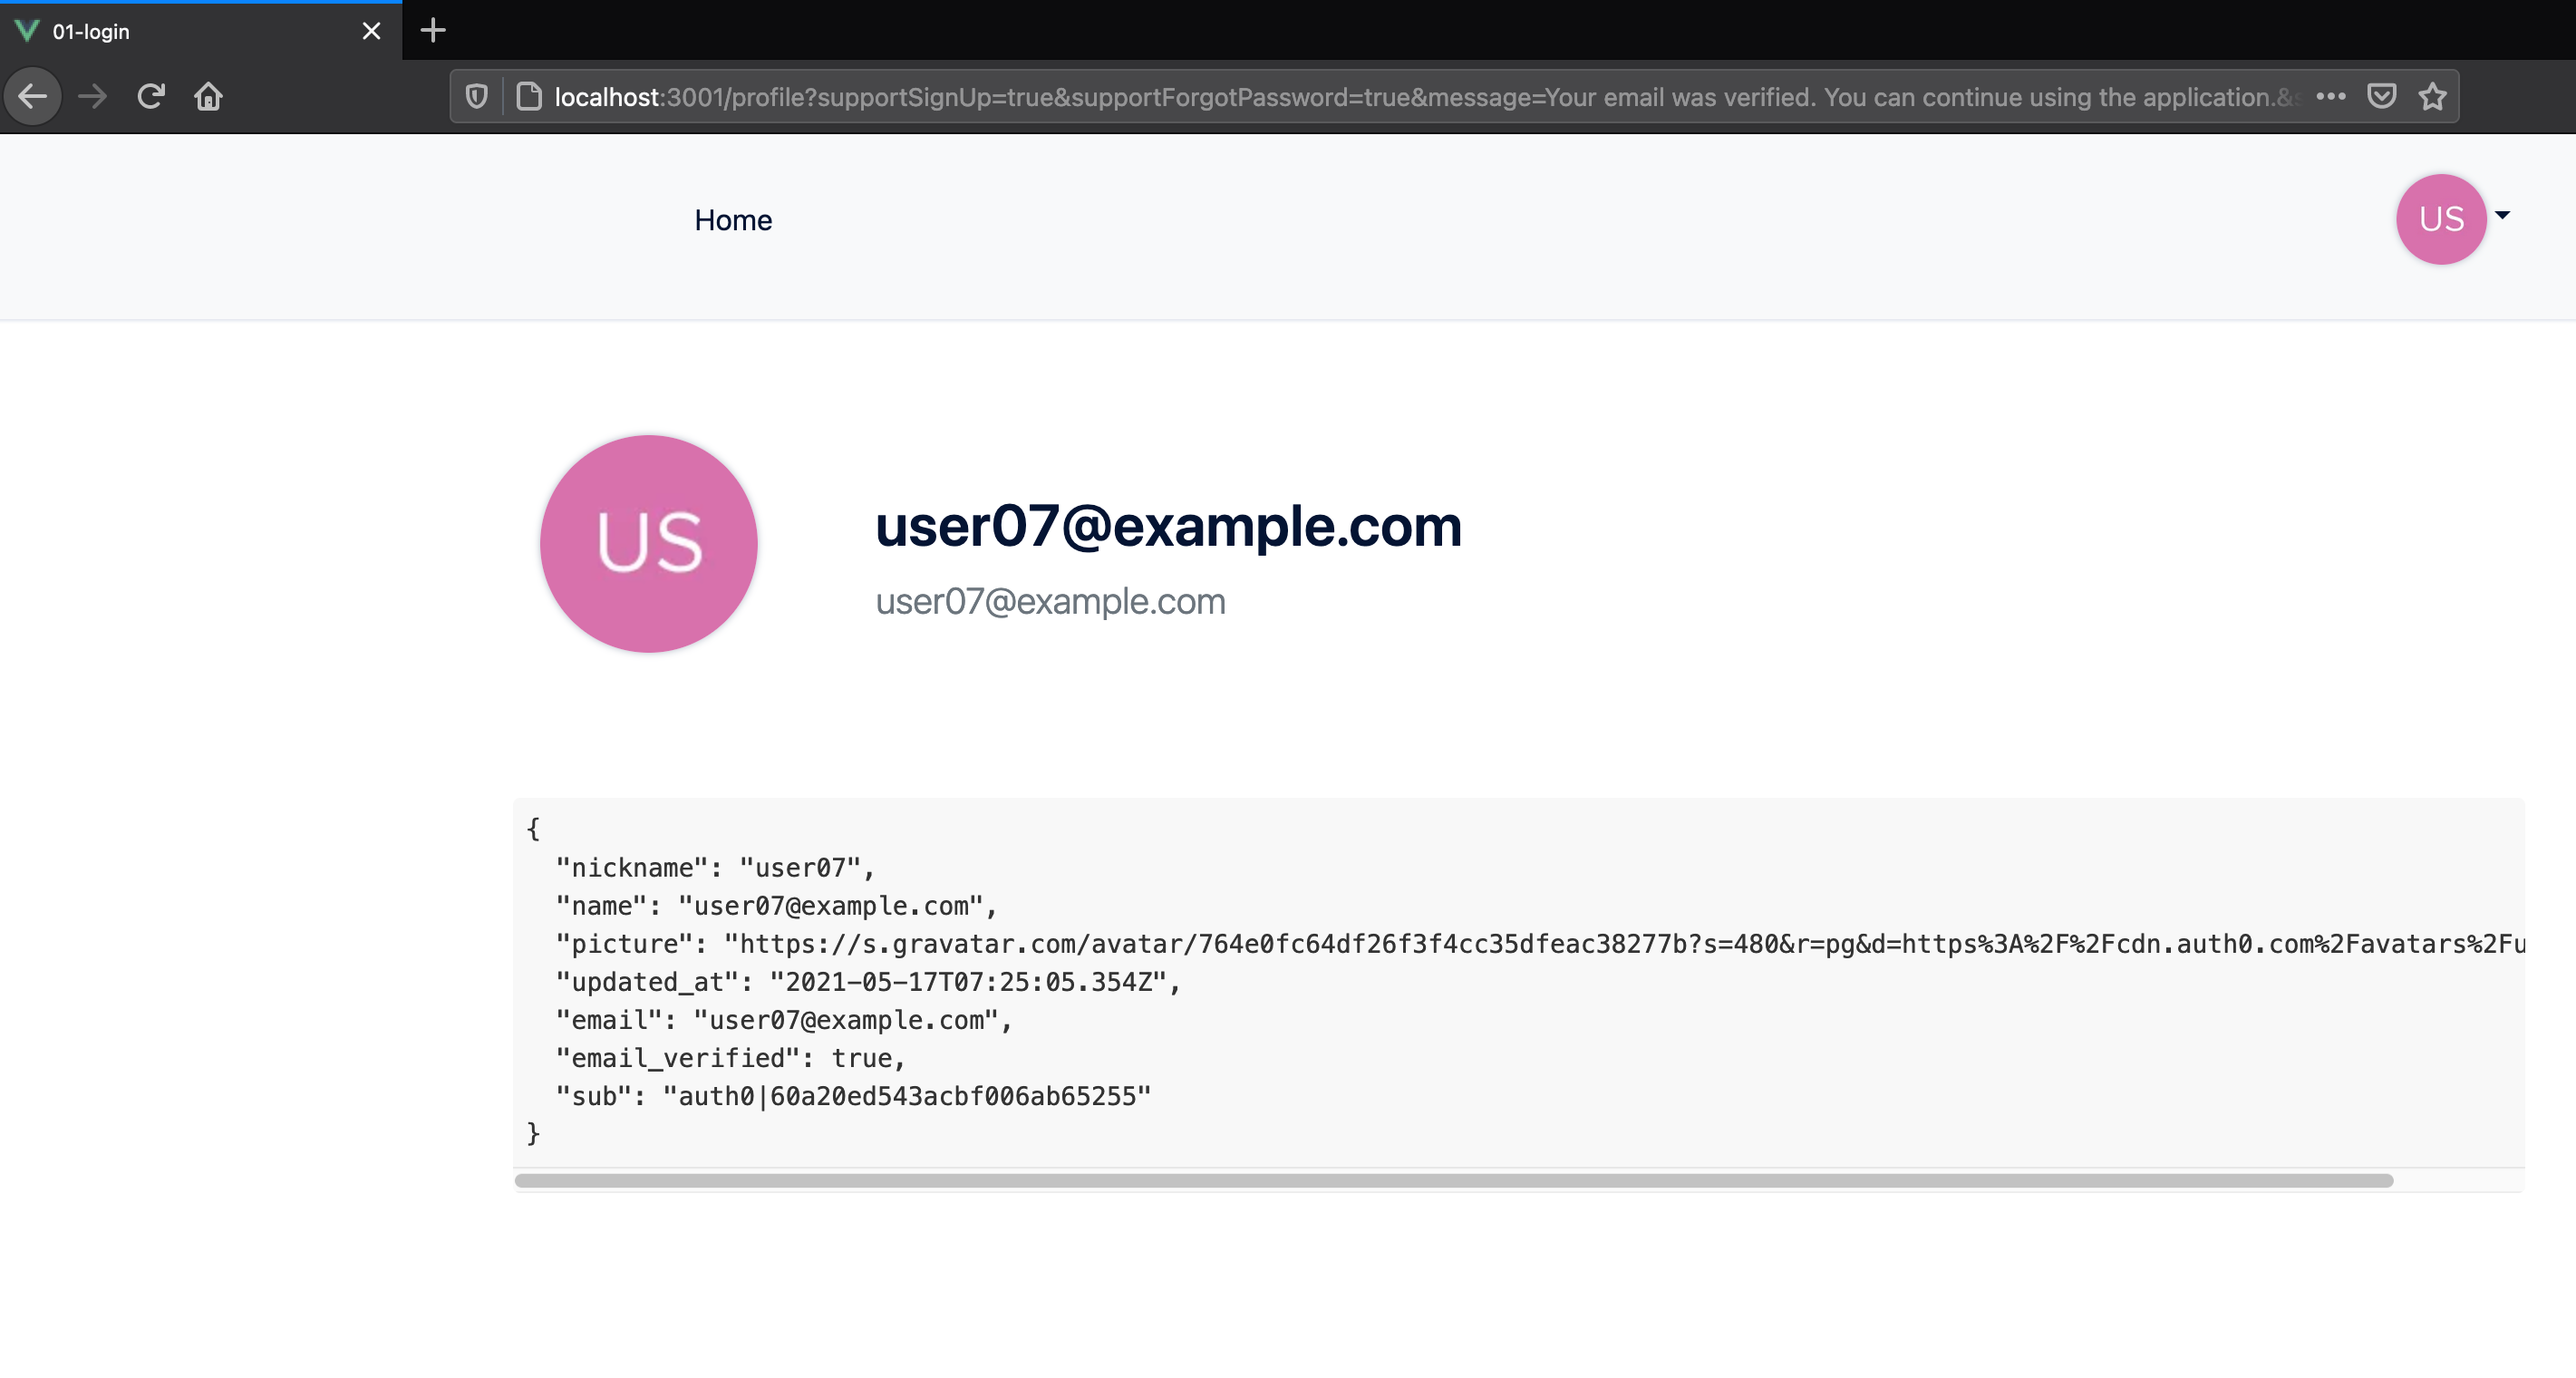 01-login
localhost:3001/profile?supportSignUp=true&supportForgotPassword=true&message=Your email was verified. You can continue using the application.&s
Home
US
US
user07@example.com
user07@example.com
{
"nickname": "user07",
"name": "user07@example.com",
"picture": "https://s.gravatar.com/avatar/764e0fc64df26f3f4cc35dfeac38277b?s=480&r=pg&d=https%3A%2F%2Fcdn.auth0.com%2Favatars%2Fu
"updated_at": "2021-05-17T07:25:05.354Z",
"email": "user07@example.com",
"email_verified": true,
"sub": "auth0|60a20ed543acbf006ab65255"
}